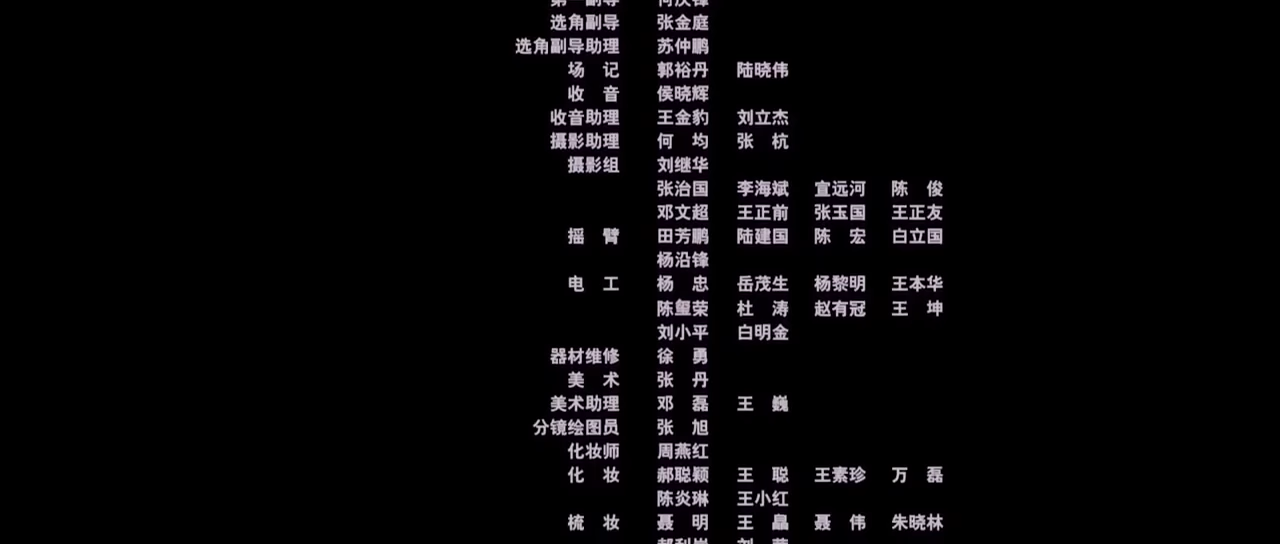 选角副导 张金庭
选角副导助理 苏仲鹏
场 记 郭裕丹 陆晓伟
收 音 侯晓辉
收音助理 王金豹 刘立杰
摄影助理 何 均 张 杭
摄影组 刘继华
张治国 李海斌 宣远河 陈 俊
邓文超 王正前 张玉国 王正友
摇 臂 田芳鹏 陆建国 陈 宏 白立国
杨沿锋
电 工 杨 忠 岳茂生 杨黎明 王本华
陈玺荣 杜 涛 赵有冠 王 坤
刘小平 白明金
器材维修 徐 勇
美 术 张 丹
美术助理 邓 磊 王 巍
分镜绘图员 张 旭
化妆师 周燕红
化 妆 郝聪颖 王 聪 王素珍 万 磊
陈炎琳 王小红
梳 妆 聂 明 王 聂 伟 朱晓林